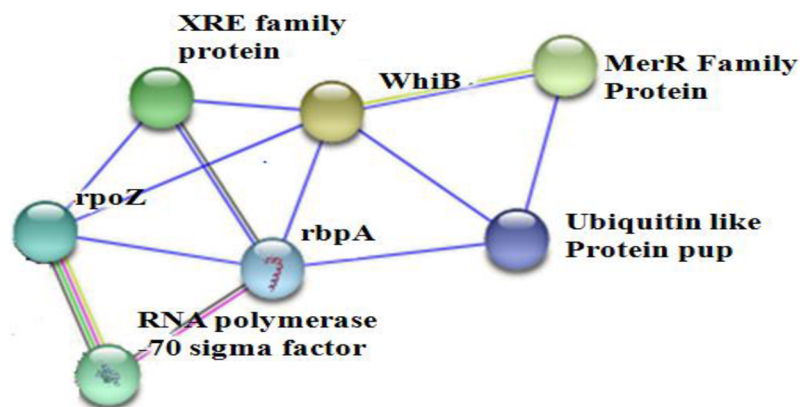 XRE family
protein
WhiB
MerR Family
Protein
rpoZ
rbpA
Ubiquitin like
Protein pup
RNA polymerase
-70 sigma factor